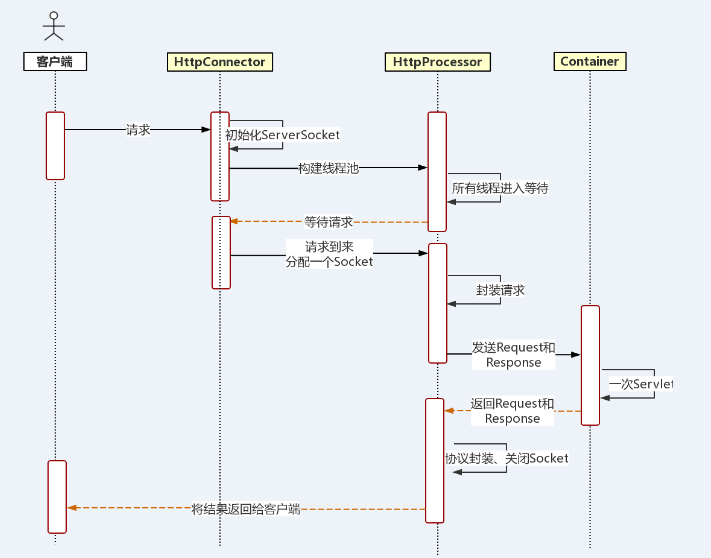 客户端
HttpConnector
HttpProcessor
Container
请求
初始化ServerSocket
构建线程池
所有线程进入等待
等待请求
请求到来
分配一个Socket
封装请求
发送Request和
Response
一次Servlet
返回Request和
Response
协议封装、关闭Socket
将结果返回给客户端